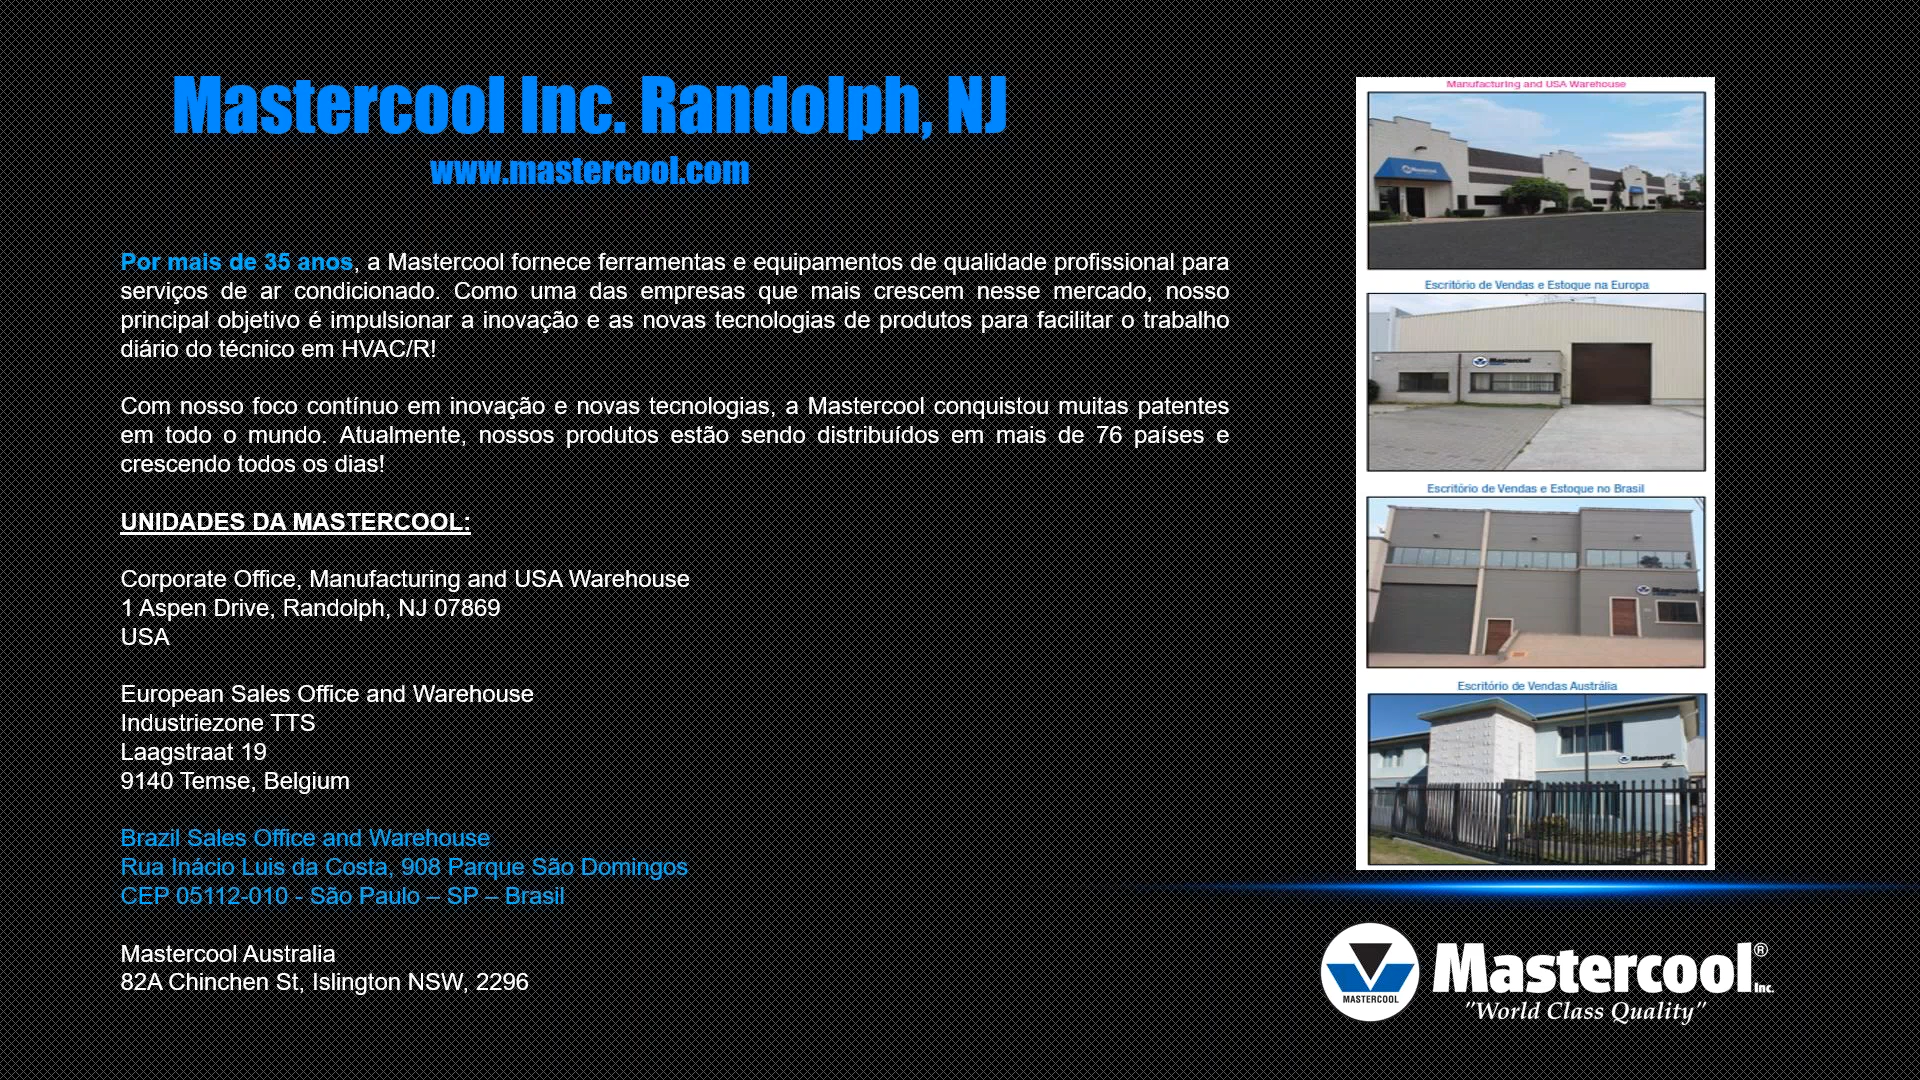 Mastercool Inc. Randolph, NJ
www.mastercool.com
Por mais de 35 anos, a Mastercool fornece ferramentas e equipamentos de qualidade profissional para
serviços de ar condicionado. Como uma das empresas que mais crescem nesse mercado, nosso
principal objetivo é impulsionar a inovação e as novas tecnologias de produtos para facilitar o trabalho
diário do técnico em HVAC/R!
Com nosso foco contínuo em inovação e novas tecnologias, a Mastercool conquistou muitas patentes
em todo o mundo. Atualmente, nossos produtos estão sendo distribuídos em mais de 76 países e
crescendo todos os dias!
UNIDADES DA MASTERCOOL:
Corporate Office, Manufacturing and USA Warehouse
1 Aspen Drive, Randolph, NJ 07869
USA
European Sales Office and Warehouse
Industriezone TTS
Laagstraat 19
9140 Temse, Belgium
Brazil Sales Office and Warehouse
Rua Inácio Luis da Costa, 908 Parque São Domingos
CEP 05112-010 - São Paulo – SP – Brasil
Mastercool Australia
82A Chinchen St, Islington NSW, 2296
Manufacturing and USA Warehouse
Mastercool
Escritório de Vendas e Estoque na Europa
Mastercool
Escritório de Vendas e Estoque no Brasil
Mastercool
Escritório de Vendas Austrália
Mastercool
MASTERCOOL
Mastercool® Inc.
"World Class Quality"